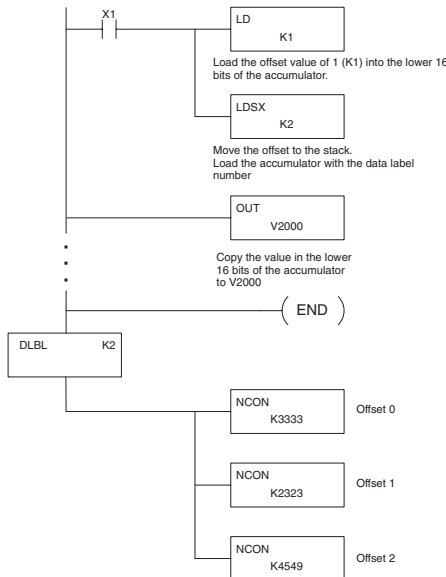 X1
LD
K1
Load the offset value of 1 (K1) into the lower 16
bits of the accumulator.
LDSX
K2
Move the offset to the stack.
Load the accumulator with the data label
number
OUT
V2000
Copy the value in the lower
16 bits of the accumulator
to V2000
END
DLBL K2
NCON
K3333
Offset 0
NCON
K2323
Offset 1
NCON
K4549
Offset 2